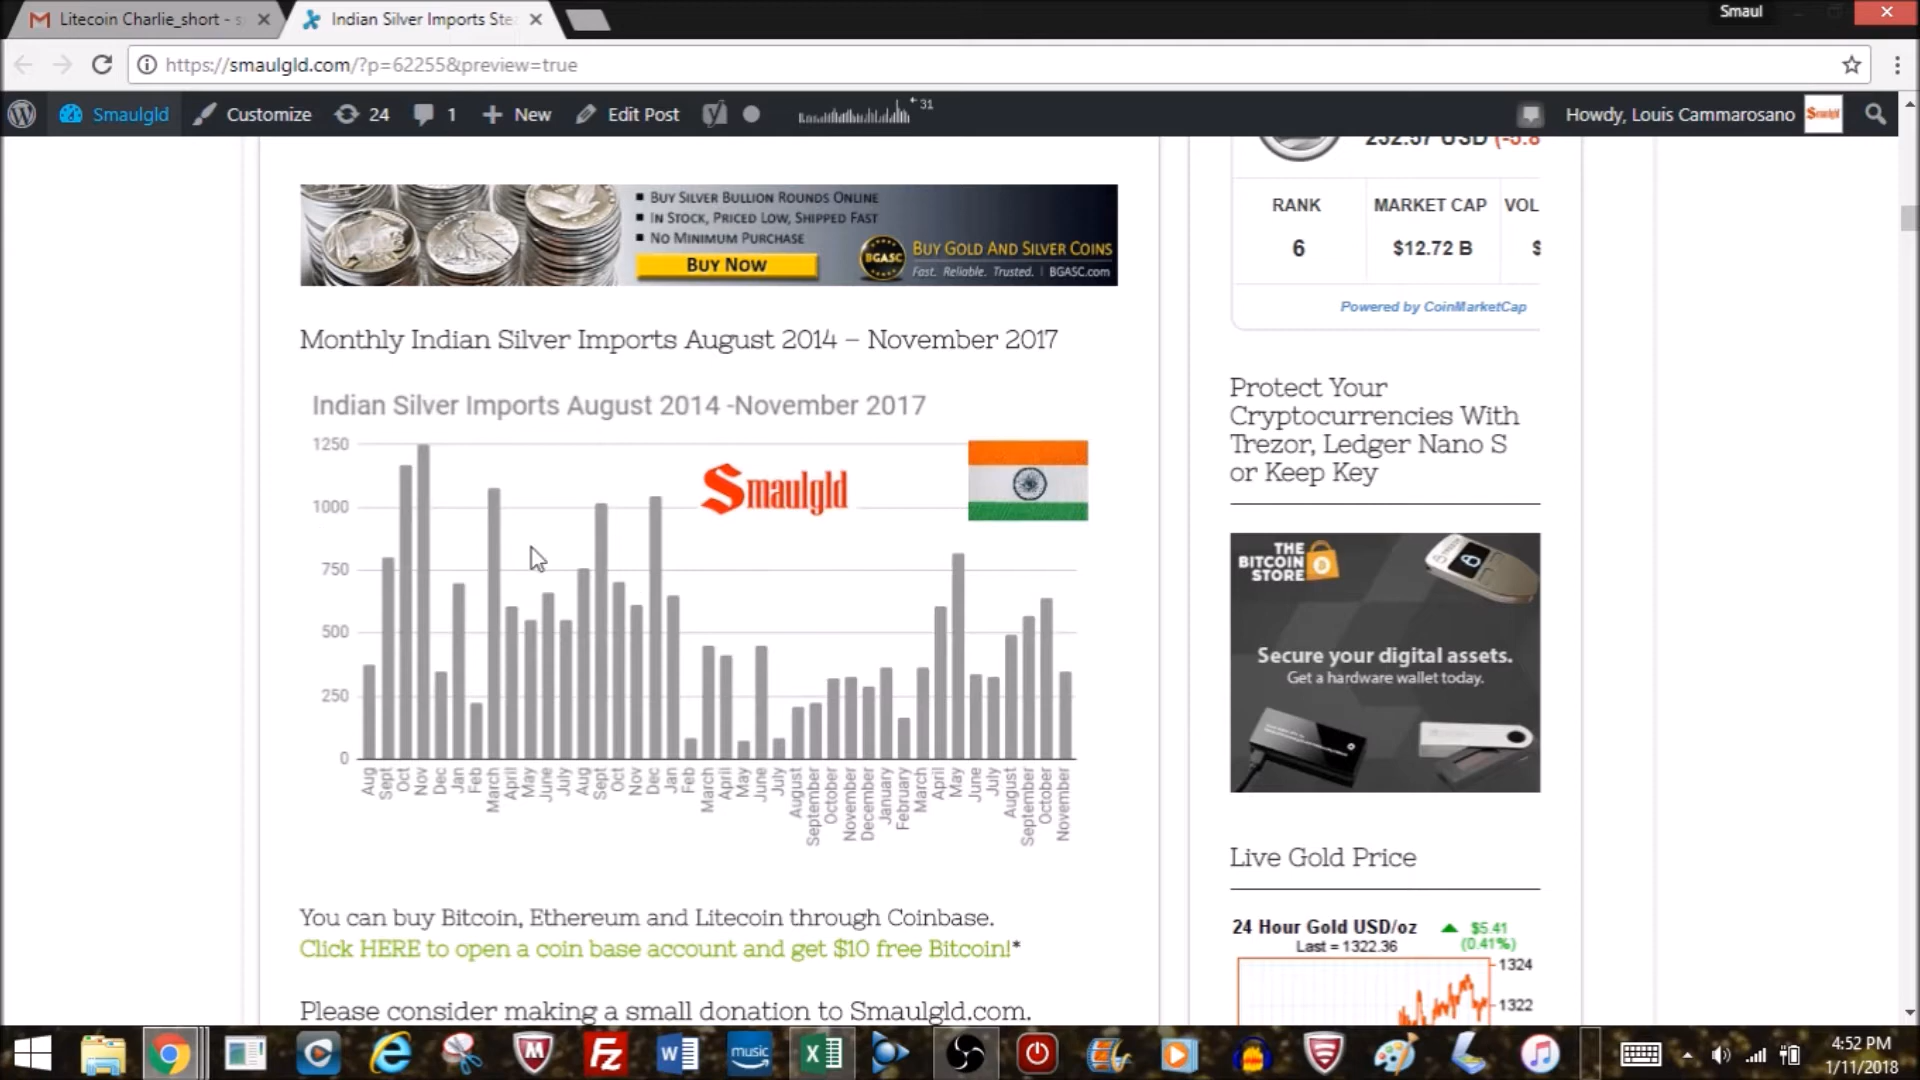 Litecoin Charlie_short - s
Indian Silver Imports Ste
Smaul
https://smaulgld.com/?p=62255&preview=true
Smaulgld
Customize
24
1
New
Edit Post
31
Howdy, Louis Cammarosano
Smaulgld
BUY SILVER BULLION ROUNDS ONLINE
IN STOCK, PRICED LOW, SHIPPED FAST
NO MINIMUM PURCHASE
BUY NOW
BGASC
BUY GOLD AND SILVER COINS
Fast. Reliable. Trusted. | BGASC.com
Monthly Indian Silver Imports August 2014 – November 2017
Indian Silver Imports August 2014 -November 2017
1250
1000
750
500
250
0
Smaulgld
Aug
Sept
Oct
Nov
Dec
Jan
Feb
March
April
May
June
July
Aug
Sept
Oct
Nov
Dec
Jan
Feb
March
April
May
June
July
August
September
October
November
December
January
February
March
April
May
June
July
August
September
October
November
You can buy Bitcoin, Ethereum and Litecoin through Coinbase.
Click HERE to open a coin base account and get $10 free Bitcoin!*
Please consider making a small donation to Smaulgld.com.
232.57 USD (-5.8
RANK
MARKET CAP
VOL
6
$12.72 B
$
Powered by CoinMarketCap
Protect Your
Cryptocurrencies With
Trezor, Ledger Nano S
or Keep Key
THE
BITCOIN
STORE
Secure your digital assets.
Get a hardware wallet today.
Live Gold Price
24 Hour Gold USD/oz
$5.41
Last = 1322.36
(0.41%)
1324
1322
music
4:52 PM
1/11/2018